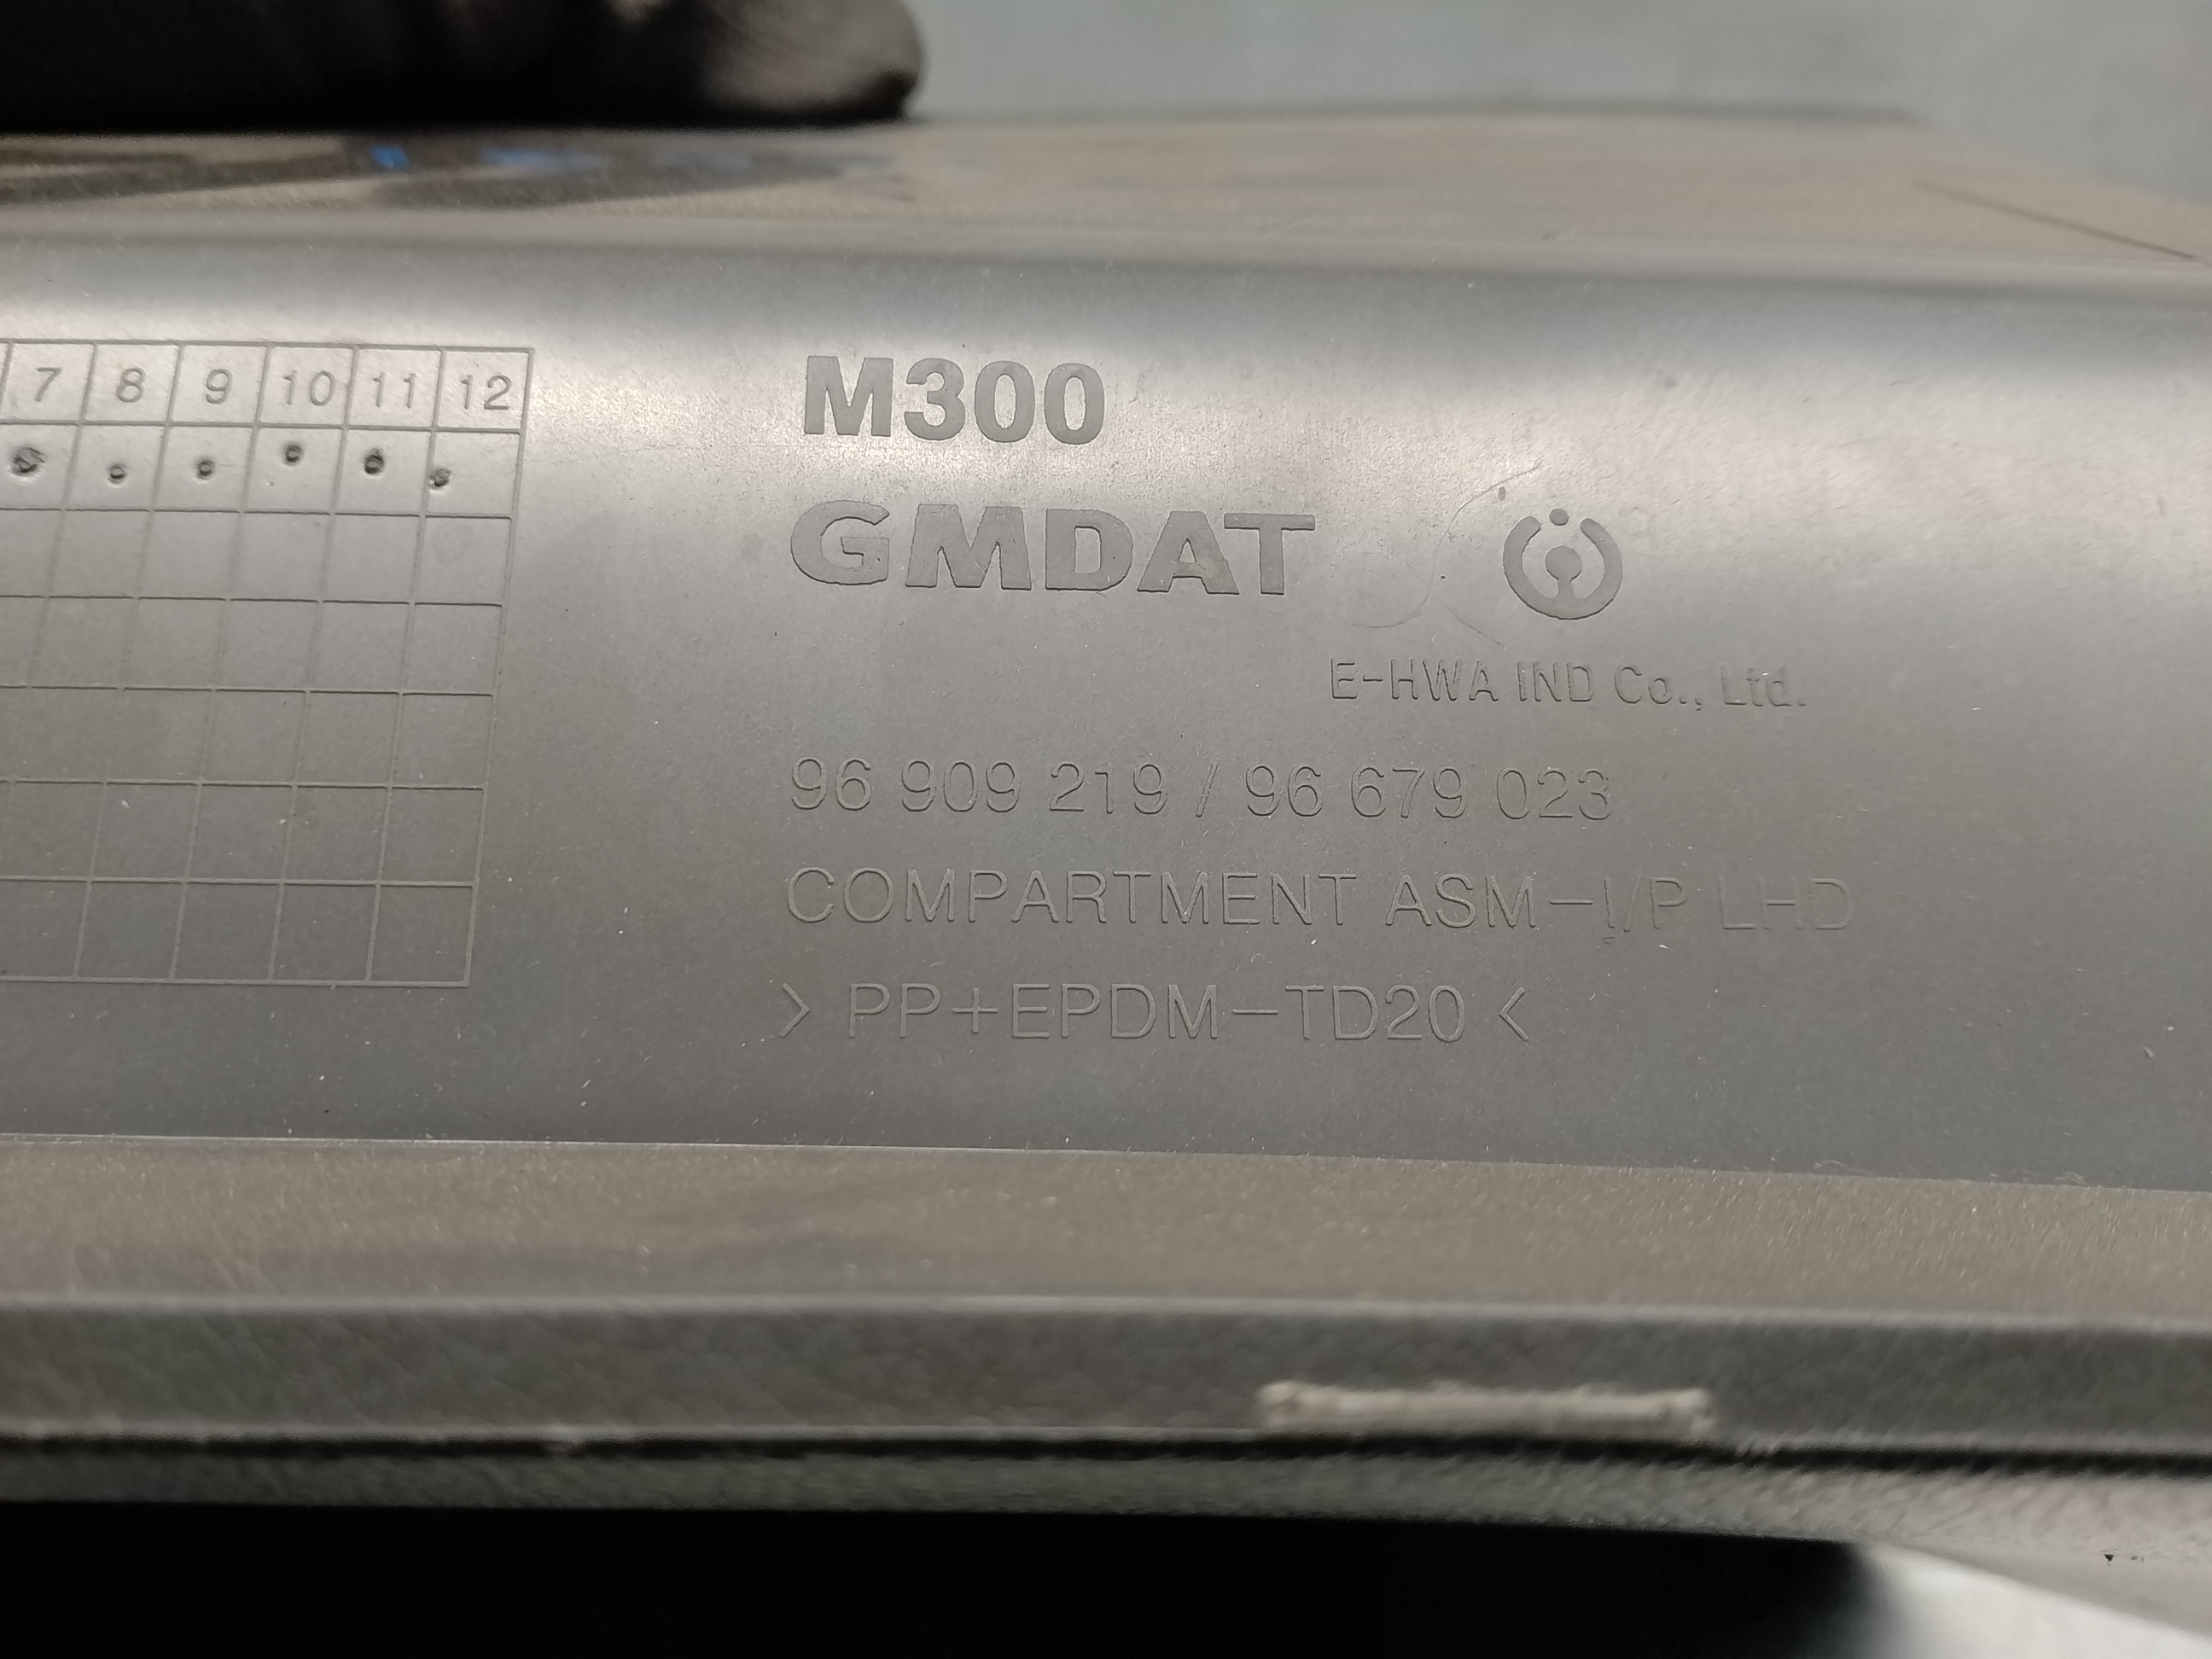 7 8 9 10 11 12
M300
GMDAT
E-HWA IND Co., Ltd.
96 909 219 / 96 679 023
COMPARTMENT ASM-I/P LHD
> PP+EPDM-TD20 <